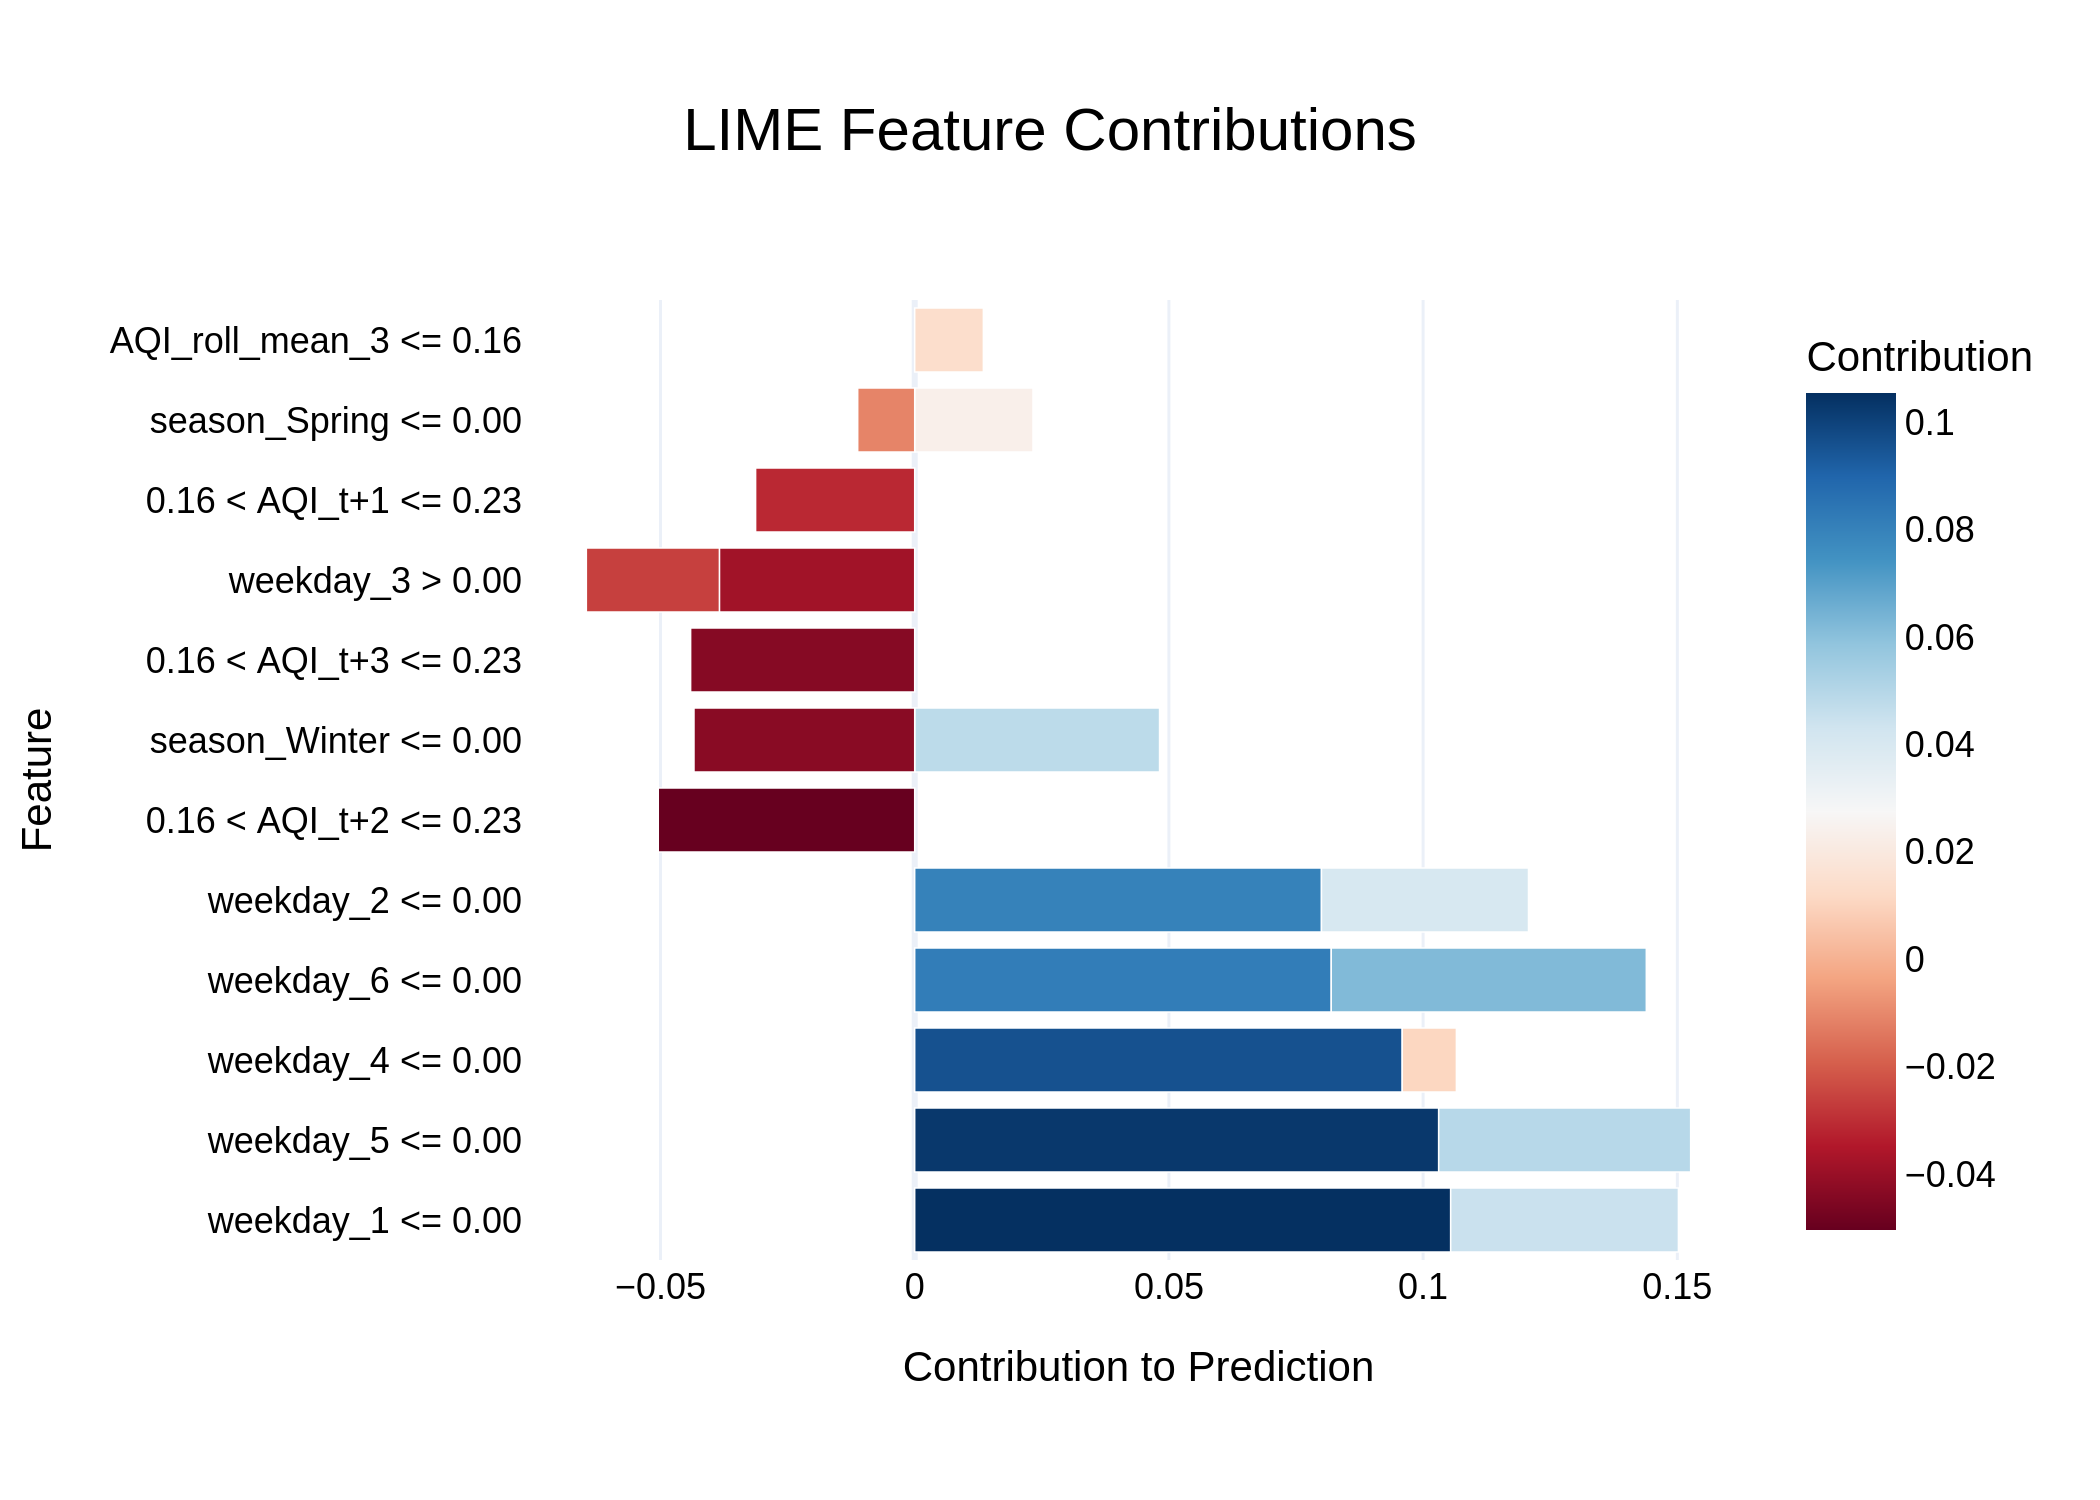 LIME Feature Contributions
AQI_roll_mean_3 <= 0.16
season_Spring <= 0.00
0.16 < AQI_t+1 <= 0.23
weekday_3 > 0.00
0.16 < AQI_t+3 <= 0.23
season_Winter <= 0.00
0.16 < AQI_t+2 <= 0.23
weekday_2 <= 0.00
weekday_6 <= 0.00
weekday_4 <= 0.00
weekday_5 <= 0.00
weekday_1 <= 0.00
Feature
−0.05
0
0.05
0.1
0.15
Contribution to Prediction
Contribution
0.1
0.08
0.06
0.04
0.02
0
−0.02
−0.04